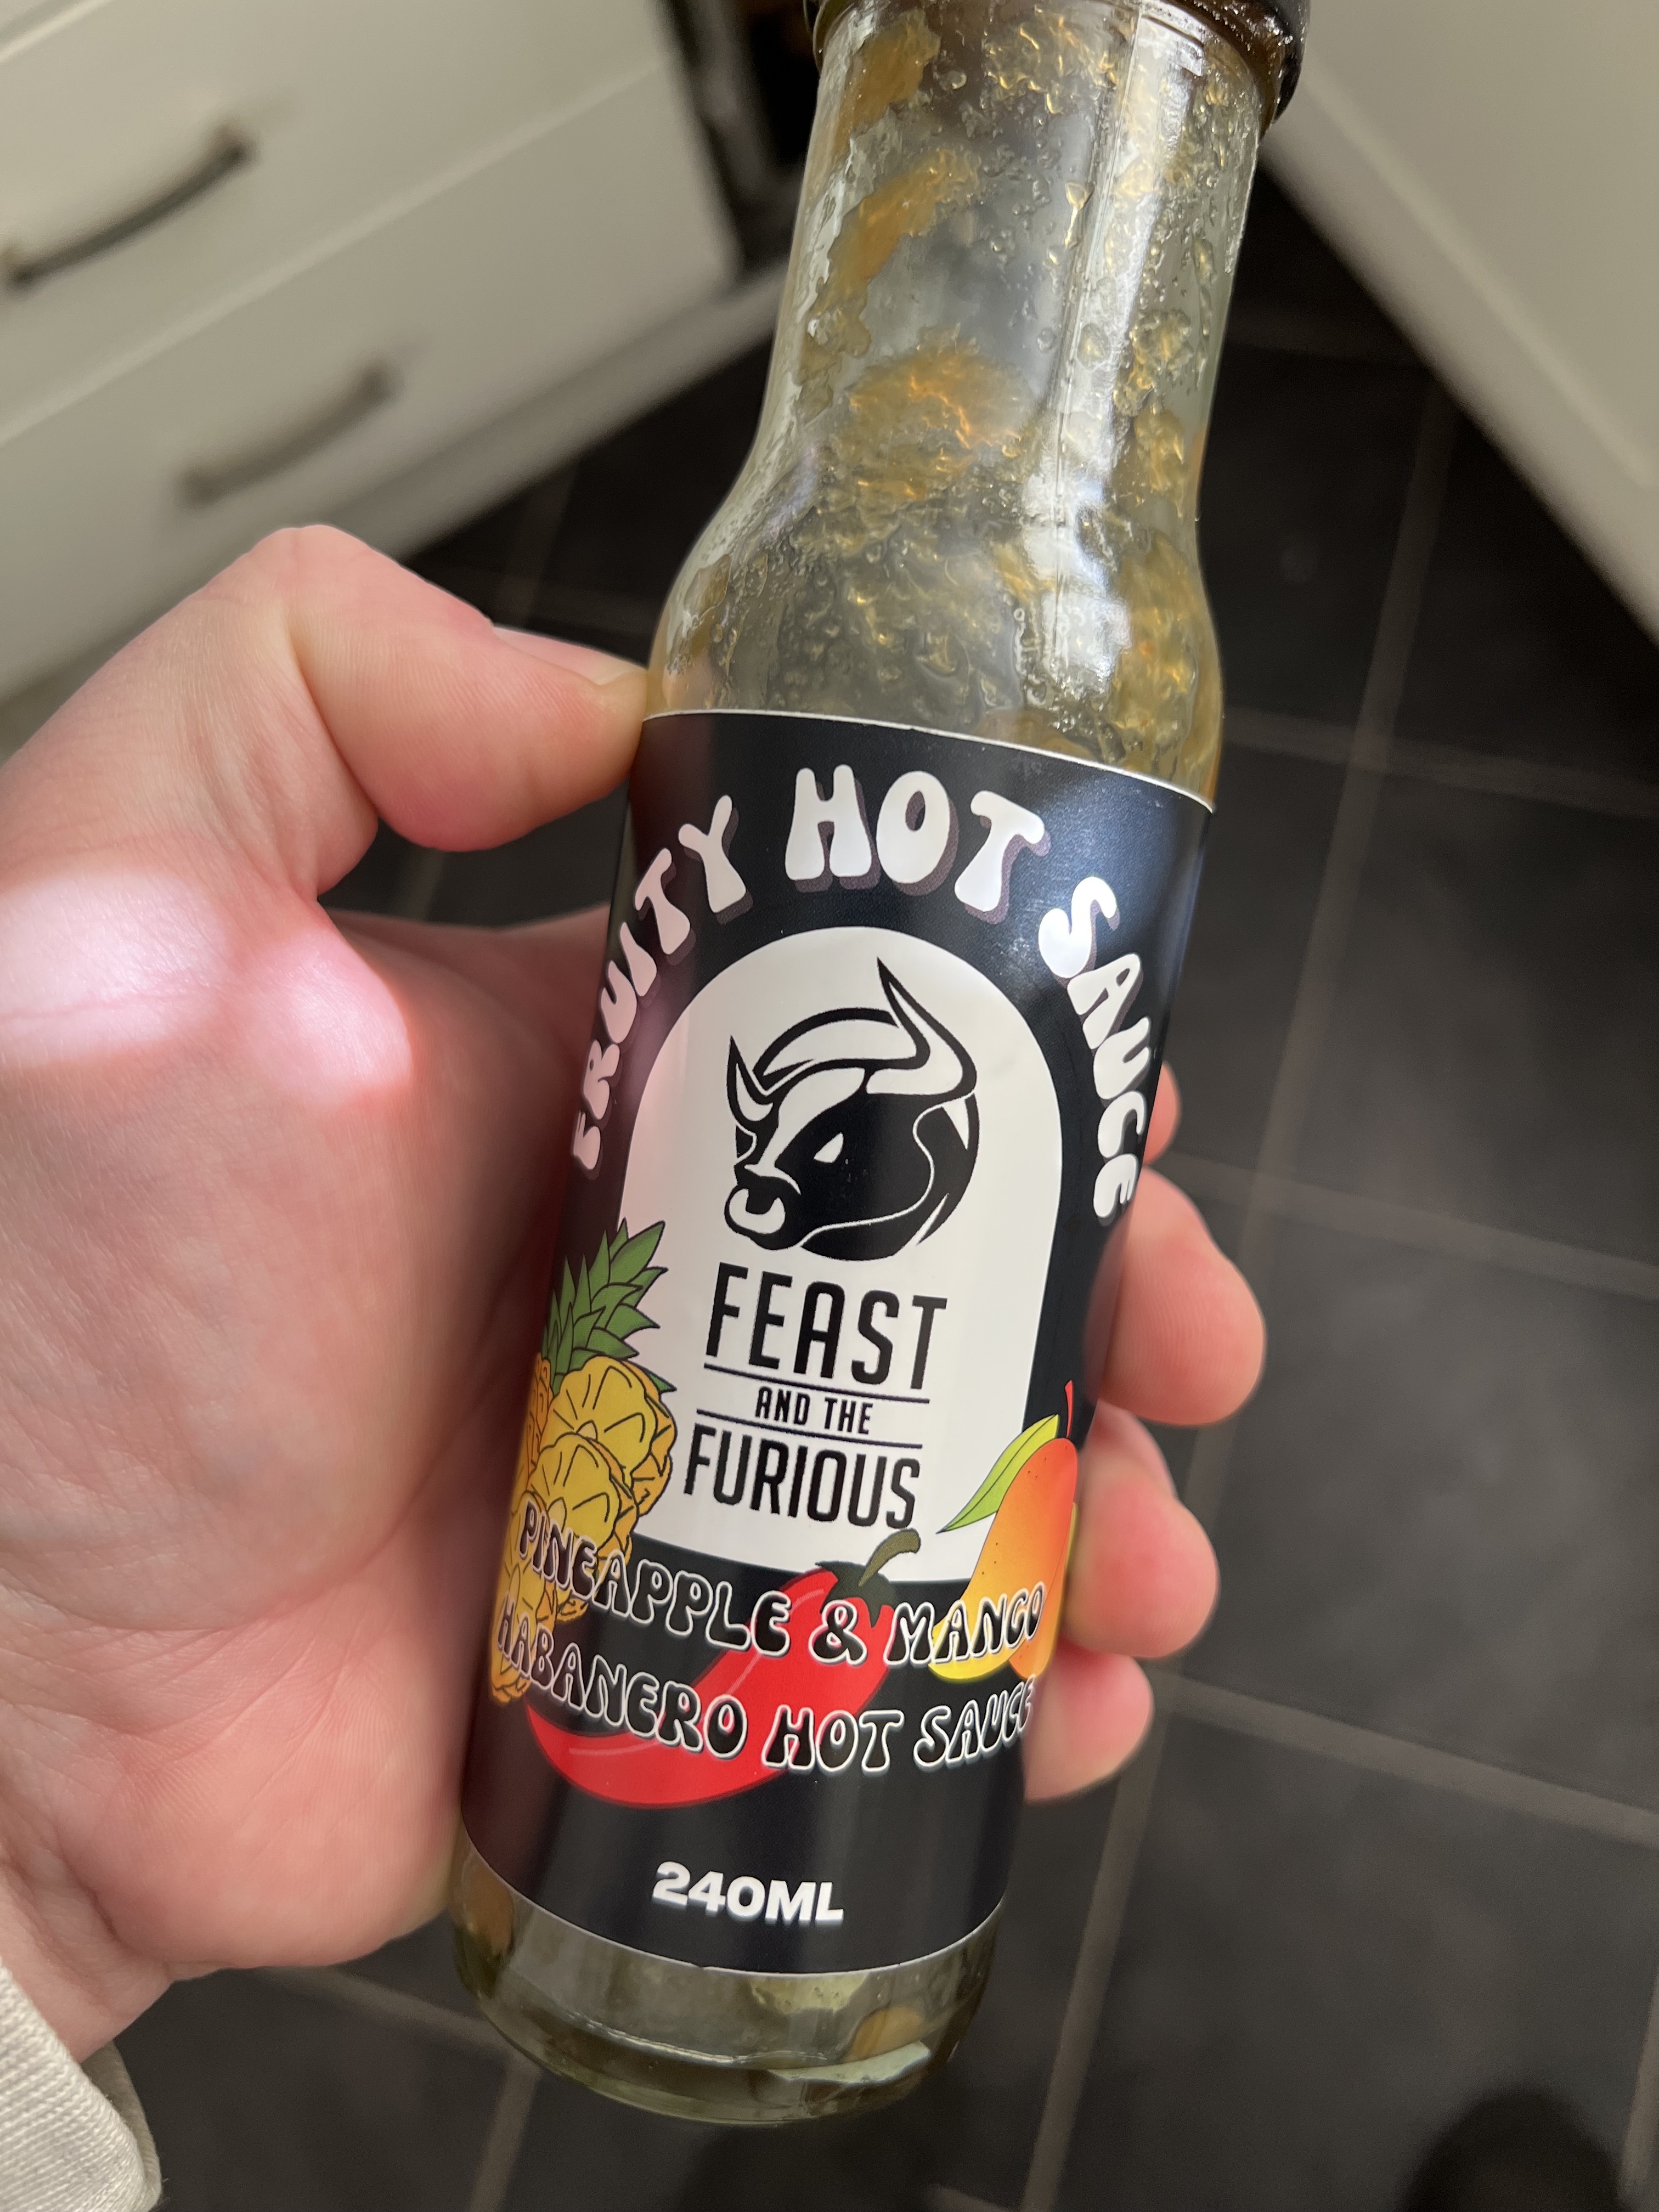 FRUITY HOT SAUCE
FEAST
AND THE
FURIOUS
PINEAPPLE & MANGO
HABANERO HOT SAUCE
240ML